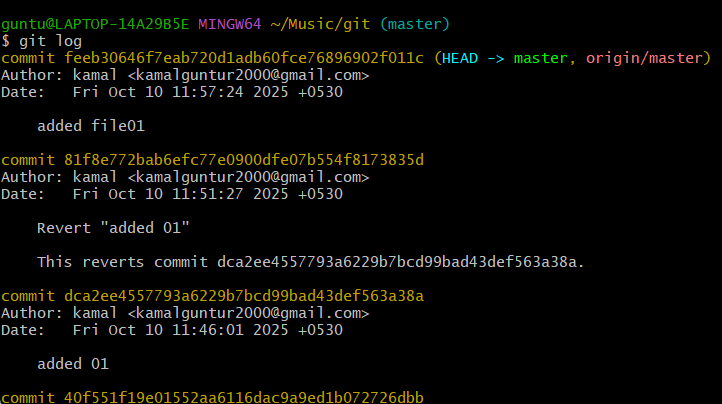 guntu@LAPTOP-14A29B5E MINGW64 ~/Music/git (master)
$ git log
commit feeb30646f7eab720d1adb60fce76896902f011c (HEAD -> master, origin/master)
Author: kamal <kamalguntur2000@gmail.com>
Date:   Fri Oct 10 11:57:24 2025 +0530
    added file01
commit 81f8e772bab6efc77e0900dfe07b554f8173835d
Author: kamal <kamalguntur2000@gmail.com>
Date:   Fri Oct 10 11:51:27 2025 +0530
    Revert "added 01"
    This reverts commit dca2ee4557793a6229b7bcd99bad43def563a38a.
commit dca2ee4557793a6229b7bcd99bad43def563a38a
Author: kamal <kamalguntur2000@gmail.com>
Date:   Fri Oct 10 11:46:01 2025 +0530
    added 01
commit 40f551f19e01552aa6116dac9a9ed1b072726dbb